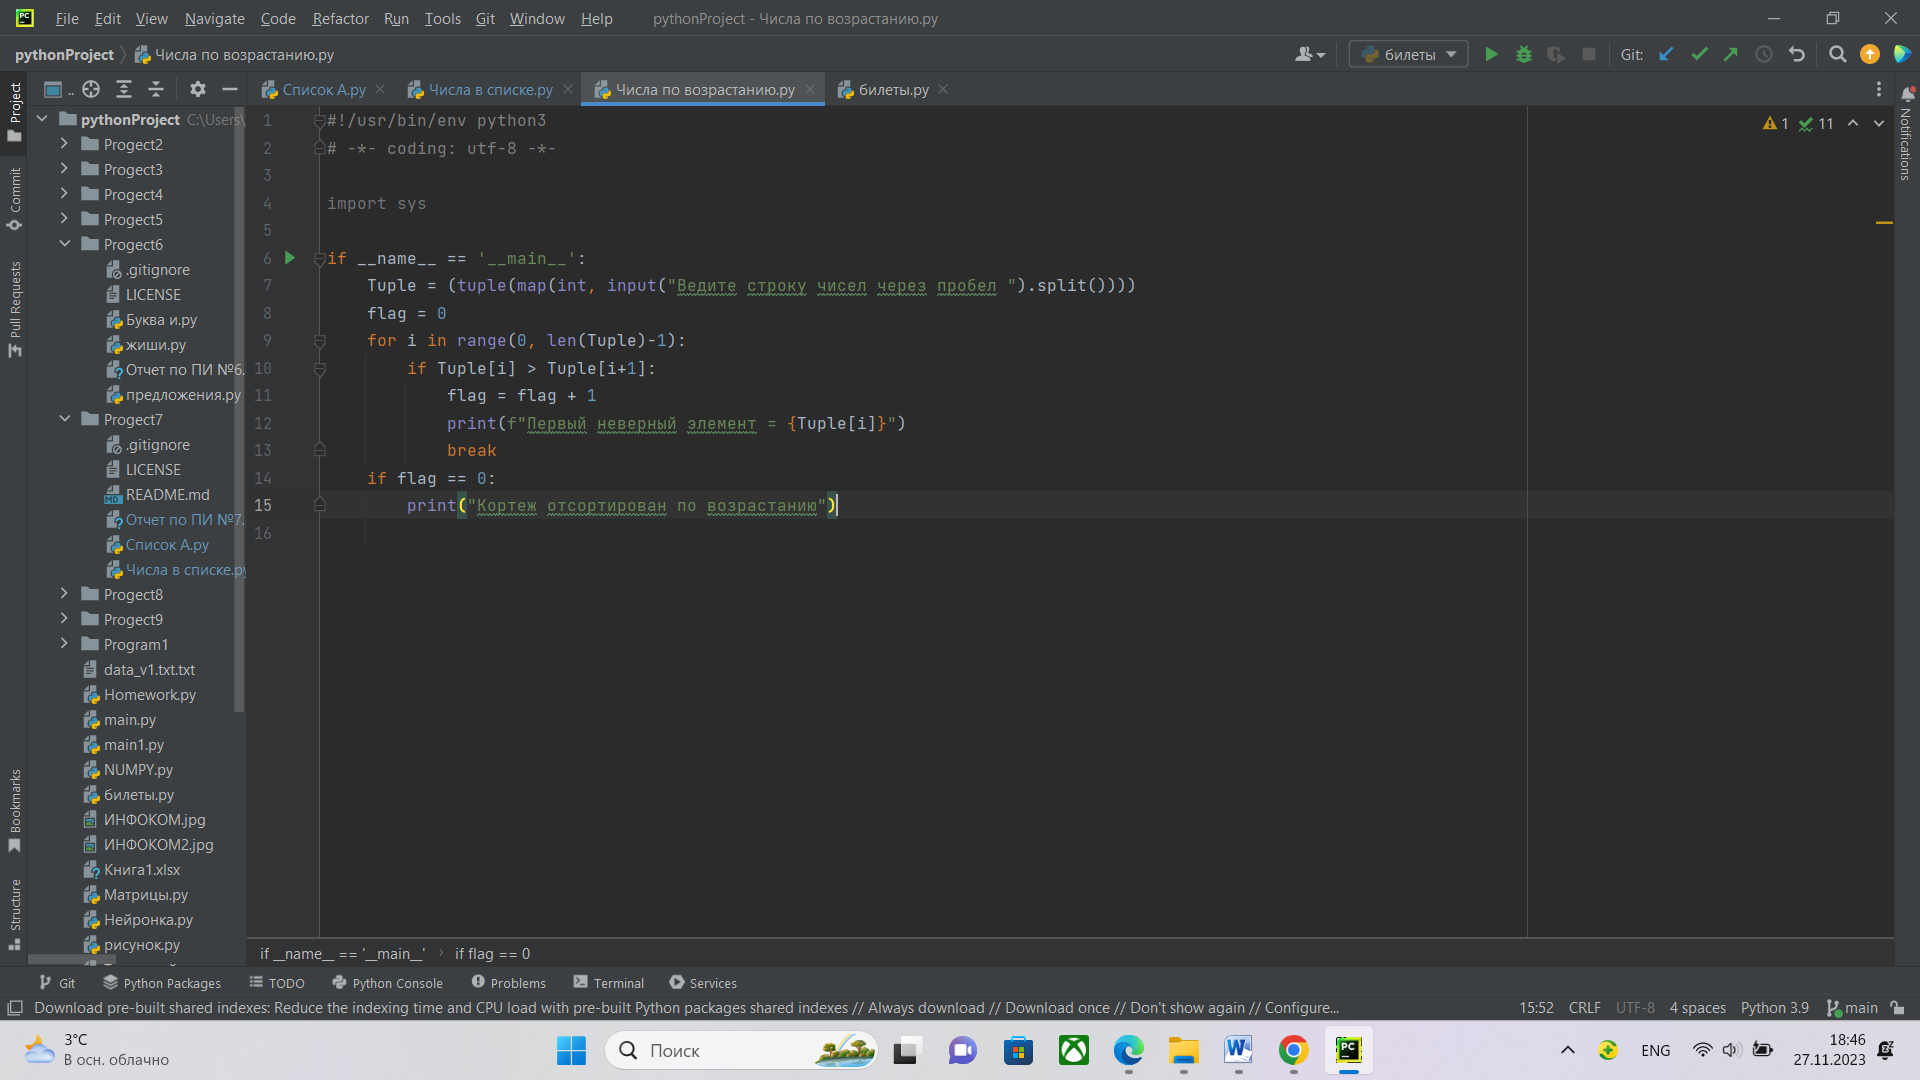 File Edit View Navigate Code Refactor Run Tools Git Window Help pythonProject - Числа по возрастанию.py
pythonProject Числа по возрастанию.py билеты Git:
Project
Commit
Pull Requests
Bookmarks
Structure
Notifications
Список А.py Числа в списке.py Числа по возрастанию.py билеты.py
pythonProject C:\Users\
Progect2
Progect3
Progect4
Progect5
Progect6
.gitignore
LICENSE
Буква и.py
жиши.py
Отчет по ПИ №6.
предложения.py
Progect7
.gitignore
LICENSE
README.md
Отчет по ПИ №7.
Список А.py
Числа в списке.py
Progect8
Progect9
Program1
data_v1.txt.txt
Homework.py
main.py
main1.py
NUMPY.py
билеты.py
ИНФОКОМ.jpg
ИНФОКОМ2.jpg
Книга1.xlsx
Матрицы.py
Нейронка.py
рисунок.py
1 #!/usr/bin/env python3
2 # -*- coding: utf-8 -*-
3
4 import sys
5
6 if __name__ == '__main__':
7 Tuple = (tuple(map(int, input("Ведите строку чисел через пробел ").split())))
8 flag = 0
9 for i in range(0, len(Tuple)-1):
10 if Tuple[i] > Tuple[i+1]:
11 flag = flag + 1
12 print(f"Первый неверный элемент = {Tuple[i]}")
13 break
14 if flag == 0:
15 print("Кортеж отсортирован по возрастанию")
16
1 11
if __name__ == '__main__' if flag == 0
Git Python Packages TODO Python Console Problems Terminal Services
Download pre-built shared indexes: Reduce the indexing time and CPU load with pre-built Python packages shared indexes // Always download // Download once // Don't show again // Configure... 15:52 CRLF UTF-8 4 spaces Python 3.9 main
3°C
В осн. облачно
Поиск
ENG
18:46
27.11.2023